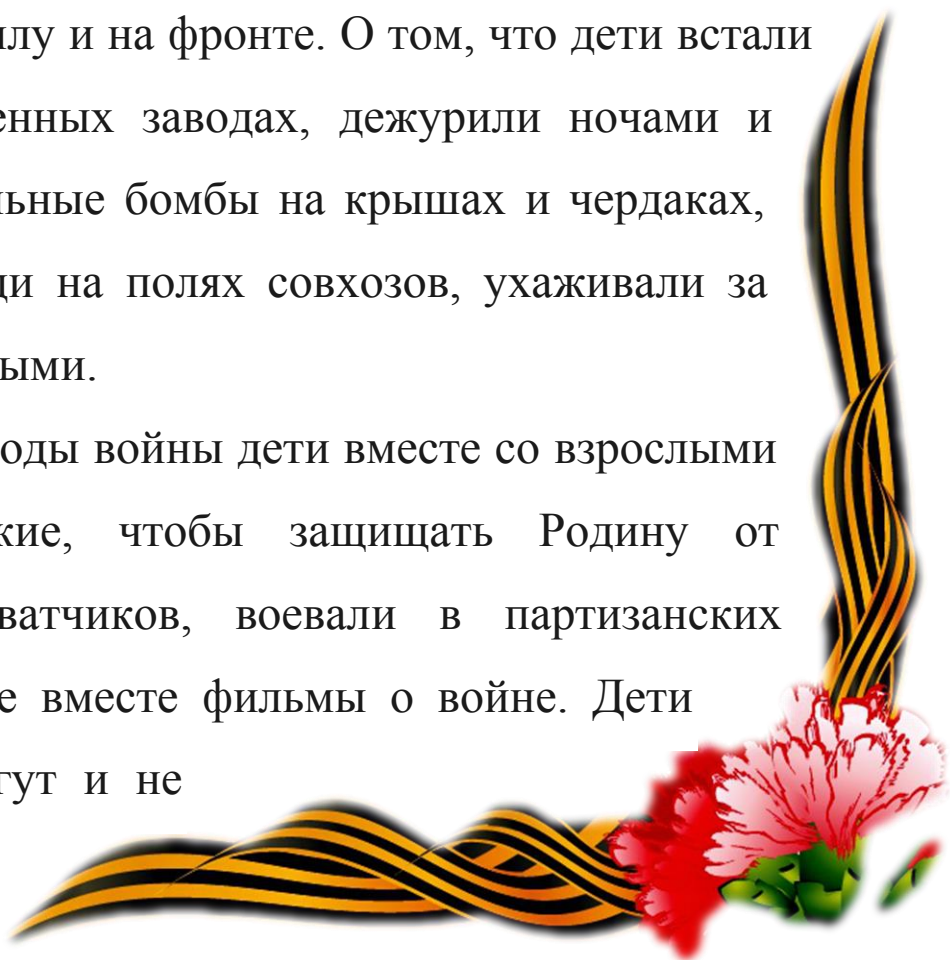 лу и на фронте. О том, что дети встали
енных заводах, дежурили ночами и
льные бомбы на крышах и чердаках,
ди на полях совхозов, ухаживали за
ыми.
оды войны дети вместе со взрослыми
кие, чтобы защищать Родину от
ватчиков, воевали в партизанских
е вместе фильмы о войне. Дети
гут и не